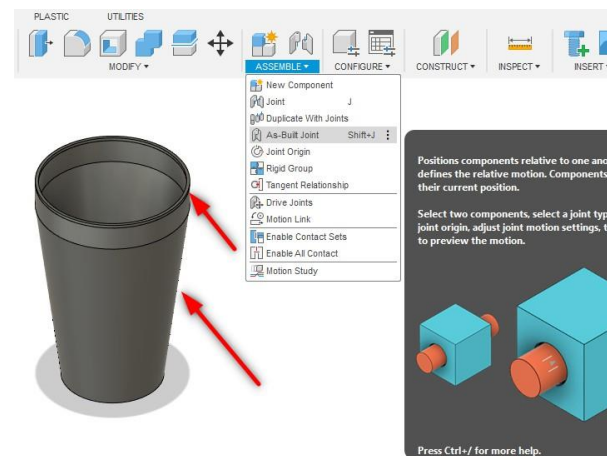 PLASTIC UTILITIES
MODIFY ASSEMBLE CONFIGURE CONSTRUCT INSPECT INSERT
New Component
Joint J
Duplicate With Joints
As-Built Joint Shift+J
Joint Origin
Rigid Group
Tangent Relationship
Drive Joints
Motion Link
Enable Contact Sets
Enable All Contact
Motion Study
Positions components relative to one
defines the relative motion. Components
their current position.
Select two components, select a joint
joint origin, adjust joint motion settings,
to preview the motion.
Press Ctrl+/ for more help.